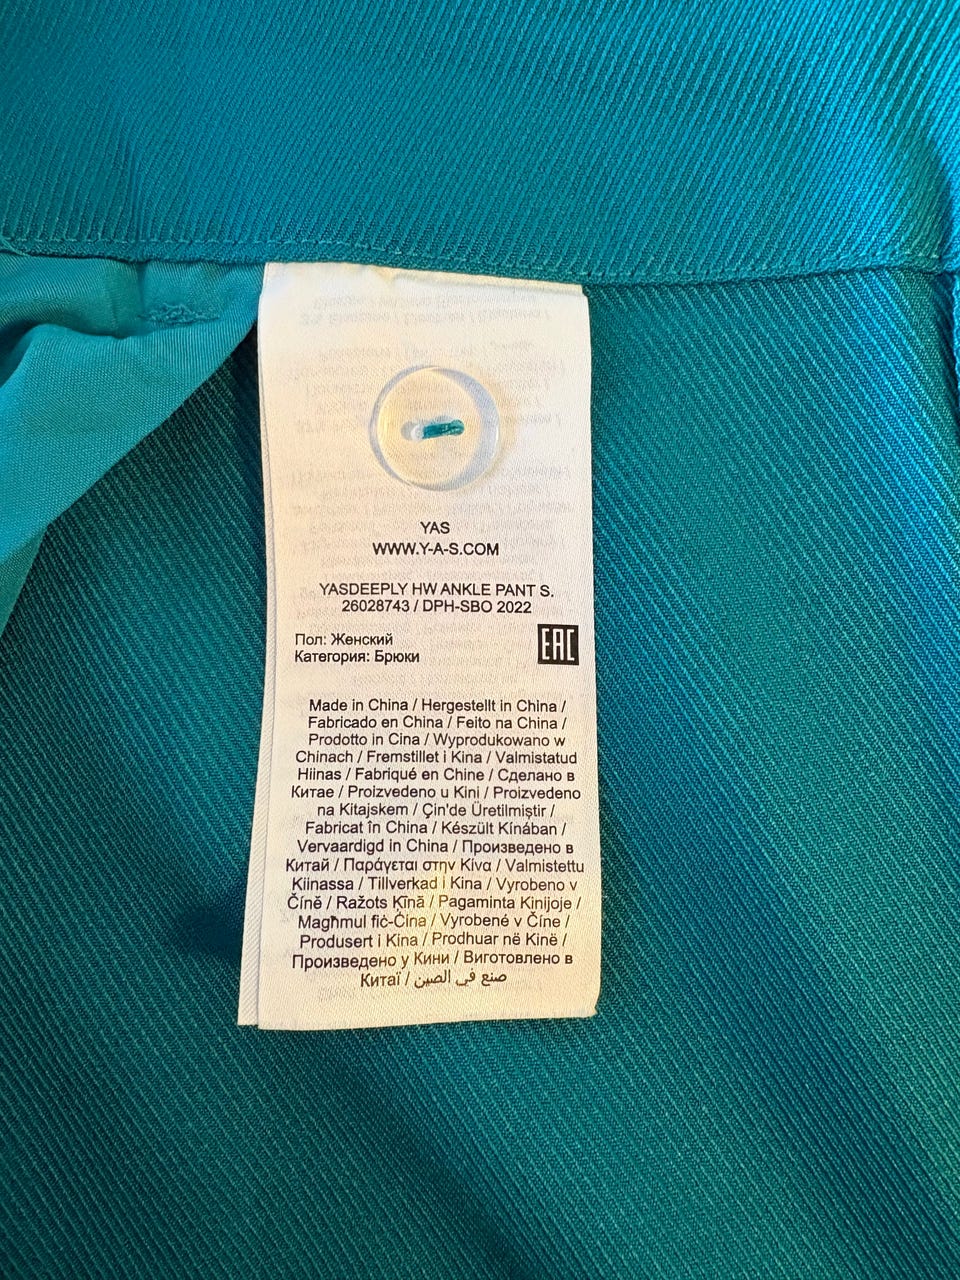 YAS
WWW.Y-A-S.COM
YASDEEPLY HW ANKLE PANT S.
26028743 / DPH-SBO 2022
Пол: Женский
Категория: Брюки
EAC
Made in China / Hergestellt in China /
Fabricado en China / Feito na China /
Prodotto in Cina / Wyprodukowano w
Chinach / Fremstillet i Kina / Valmistatud
Hiinas / Fabriqué en Chine / Сделано в
Китае / Proizvedeno u Kini / Proizvedeno
na Kitajskem / Çin'de Üretilmiştir /
Fabricat în China / Készült Kínában /
Vervaardigd in China / Произведено в
Китай / Παράγεται στην Κίνα / Valmistettu
Kiinassa / Tillverkad i Kina / Vyrobeno v
Číně / Ražots Ķīnā / Pagaminta Kinijoje /
Magħmul fiċ-Ċina / Vyrobené v Číne /
Produsert i Kina / Prodhuar në Kinë /
Произведено у Кини / Виготовлено в
Китаї / صنع في الصين